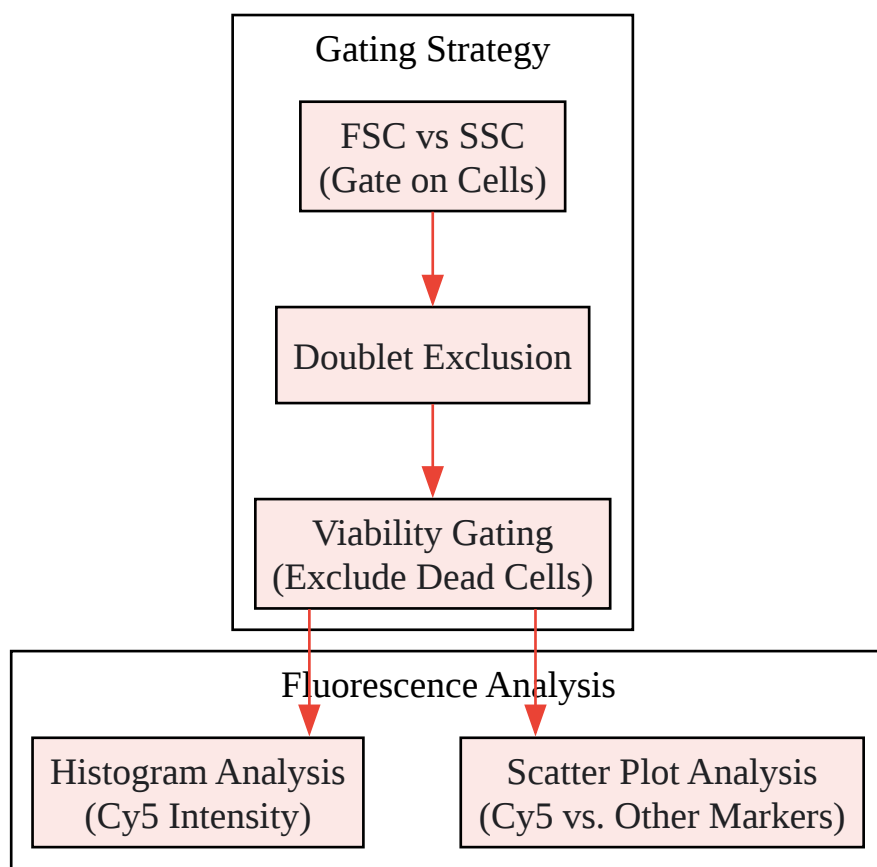 Gating Strategy
FSC vs SSC
(Gate on Cells)
Doublet Exclusion
Viability Gating
(Exclude Dead Cells)
Fluorescence Analysis
Histogram Analysis
(Cy5 Intensity)
Scatter Plot Analysis
(Cy5 vs. Other Markers)